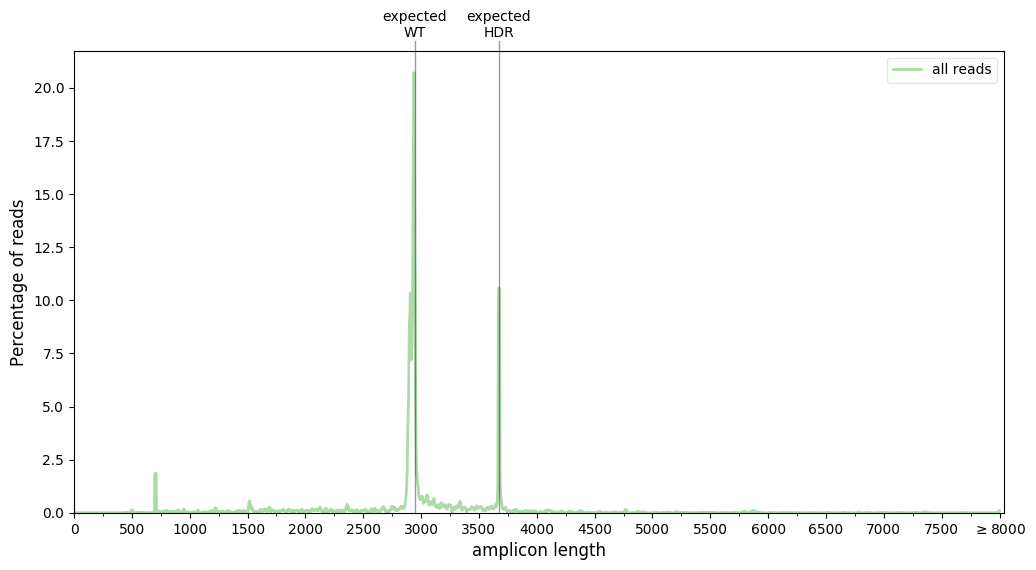 expected expected
WT HDR
all reads
Percentage of reads
20.0
17.5
15.0
12.5
10.0
7.5
5.0
2.5
0.0
0 500 1000 1500 2000 2500 3000 3500 4000 4500 5000 5500 6000 6500 7000 7500 ≥8000
amplicon length